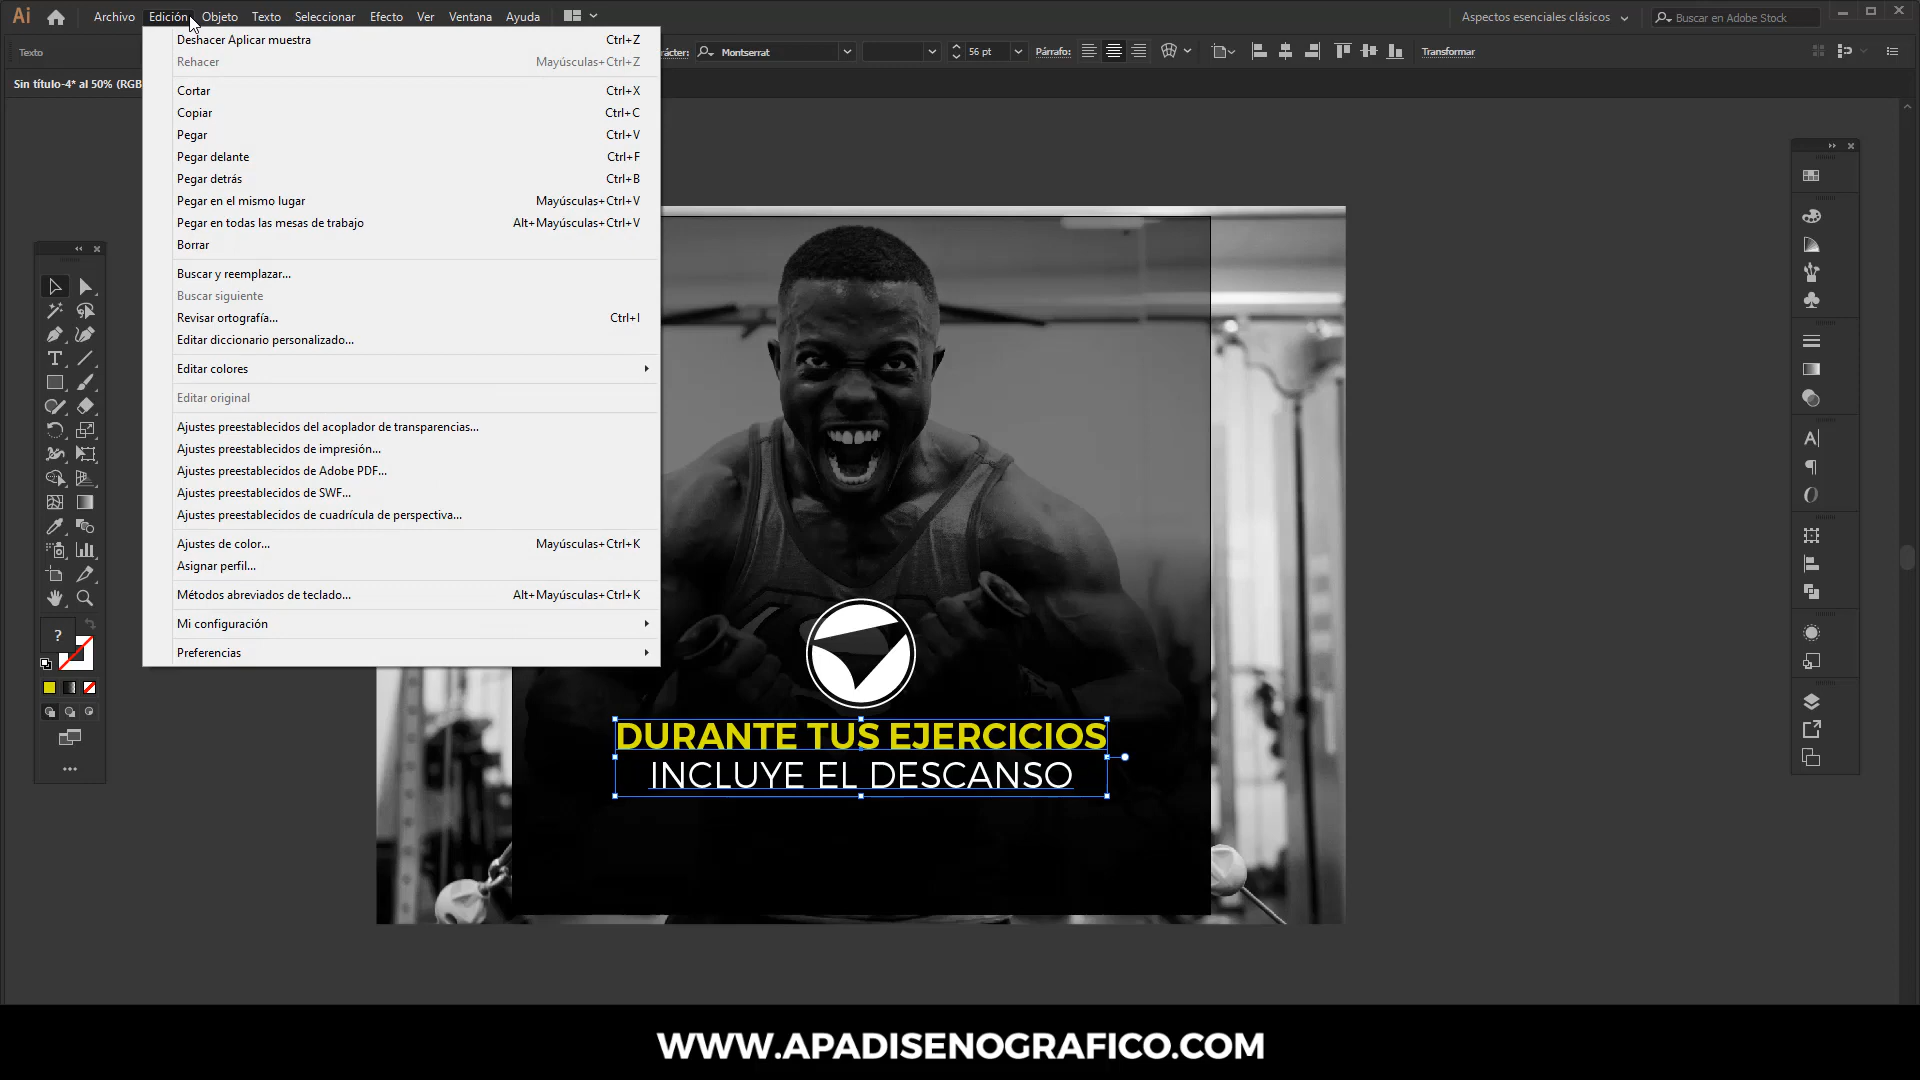 Ai
Archivo Edición Objeto Texto Seleccionar Efecto Ver Ventana Ayuda
Aspectos esenciales clásicos
Buscar en Adobe Stock
Texto
rácter:
Montserrat
56 pt
Párrafo:
Transformar
Sin título-4* al 50% (RGB
Deshacer Aplicar muestra Ctrl+Z
Rehacer Mayúsculas+Ctrl+Z
Cortar Ctrl+X
Copiar Ctrl+C
Pegar Ctrl+V
Pegar delante Ctrl+F
Pegar detrás Ctrl+B
Pegar en el mismo lugar Mayúsculas+Ctrl+V
Pegar en todas las mesas de trabajo Alt+Mayúsculas+Ctrl+V
Borrar
Buscar y reemplazar...
Buscar siguiente
Revisar ortografía... Ctrl+I
Editar diccionario personalizado...
Editar colores
Editar original
Ajustes preestablecidos del acoplador de transparencias...
Ajustes preestablecidos de impresión...
Ajustes preestablecidos de Adobe PDF...
Ajustes preestablecidos de SWF...
Ajustes preestablecidos de cuadrícula de perspectiva...
Ajustes de color... Mayúsculas+Ctrl+K
Asignar perfil...
Métodos abreviados de teclado... Alt+Mayúsculas+Ctrl+K
Mi configuración
Preferencias
?
DURANTE TUS EJERCICIOS
INCLUYE EL DESCANSO
WWW.APADISENOGRAFICO.COM